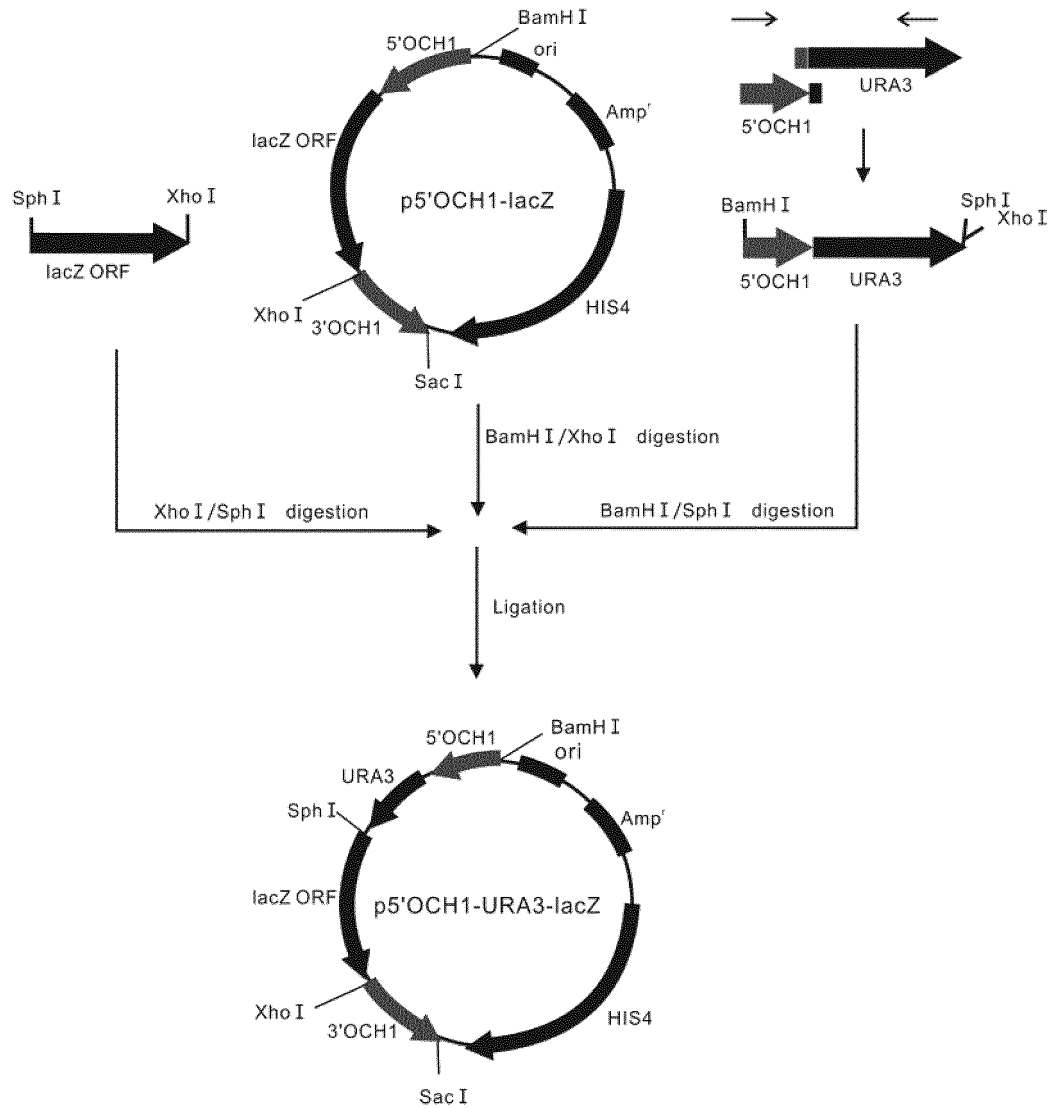 BamH I
5'OCH1
ori
URA3
Amp^r
5'OCH1
lacZ ORF
Sph I
Xho I
p5'OCH1-lacZ
BamH I
Sph I
Xho I
lacZ ORF
5'OCH1
URA3
Xho I
3'OCH1
HIS4
Sac I
BamH I/Xho I digestion
Xho I/Sph I digestion
BamH I/Sph I digestion
Ligation
5'OCH1
BamH I
ori
URA3
Sph I
Amp^r
lacZ ORF
p5'OCH1-URA3-lacZ
Xho I
3'OCH1
HIS4
Sac I